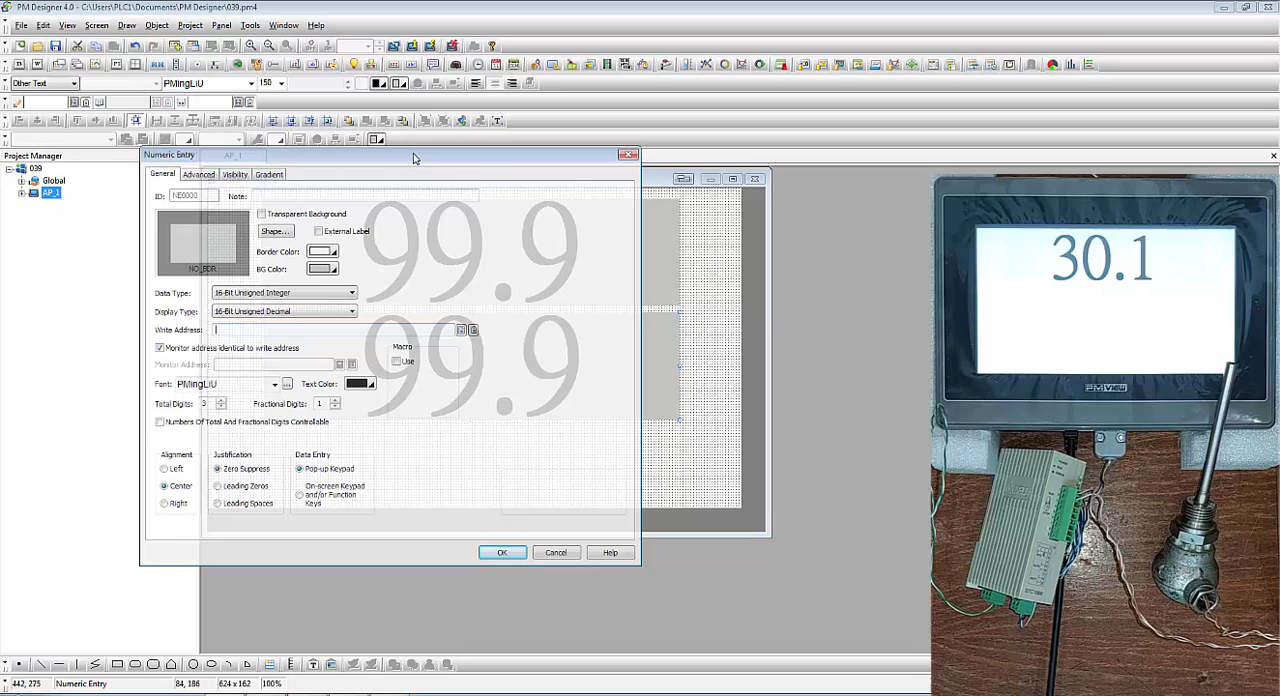 PM Designer 4.0 - C:\Users\PLC1\Documents\PM Designer\039.pm4
File Edit View Screen Draw Object Project Panel Tools Window Help
Other Text PMingLiU 150
Project Manager
039
Global
AP_1
Numeric Entry AP_1
General Advanced Visibility Gradient
ID: NE0000 Note:
Transparent Background
Shape... External Label
Border Color:
NO_BDR BG Color:
Data Type: 16-Bit Unsigned Integer
Display Type: 16-Bit Unsigned Decimal
Write Address:
Monitor address identical to write address Macro
Monitor Address: Use
Font: PMingLiU ... Text Color:
Total Digits: 3 Fractional Digits: 1
Numbers Of Total And Fractional Digits Controllable
Alignment Justification Data Entry
Left Zero Suppress Pop-up Keypad
Center Leading Zeros On-screen Keypad and/or Function Keys
Right Leading Spaces
OK Cancel Help
99.9
99.9
30.1
442, 275 Numeric Entry 84, 186 624 x 162 100%